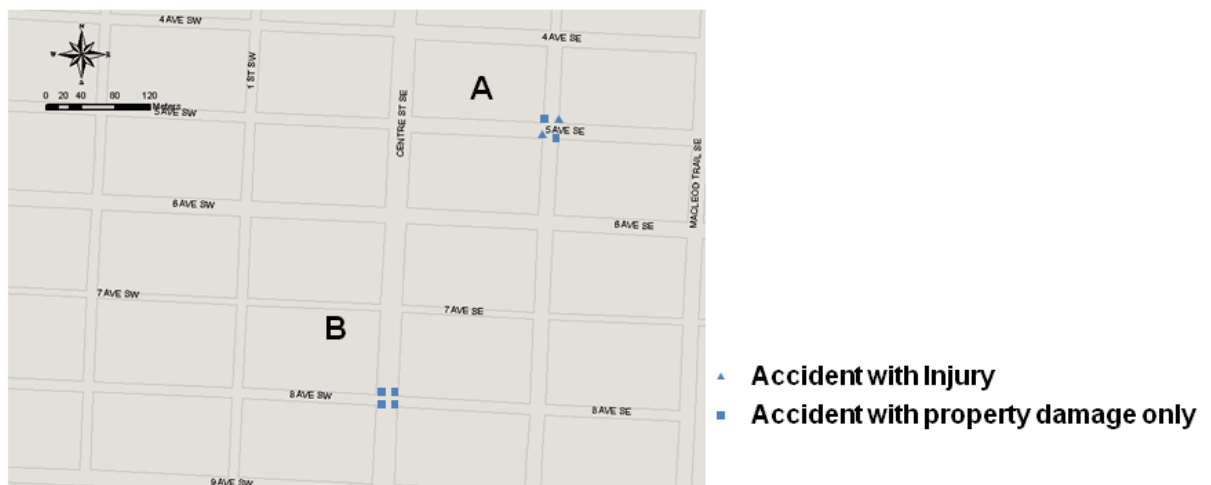 4 AVE SW
4 AVE SE
N
W
1 ST SW
A
0 20 40 80 120
Meters
5 AVE SW
CENTRE ST SE
5 AVE SE
MACLEOD TRAIL SE
6 AVE SW
6 AVE SE
7 AVE SW
7 AVE SE
B
8 AVE SW
8 AVE SE
9 AVE SW
Accident with Injury
Accident with property damage only